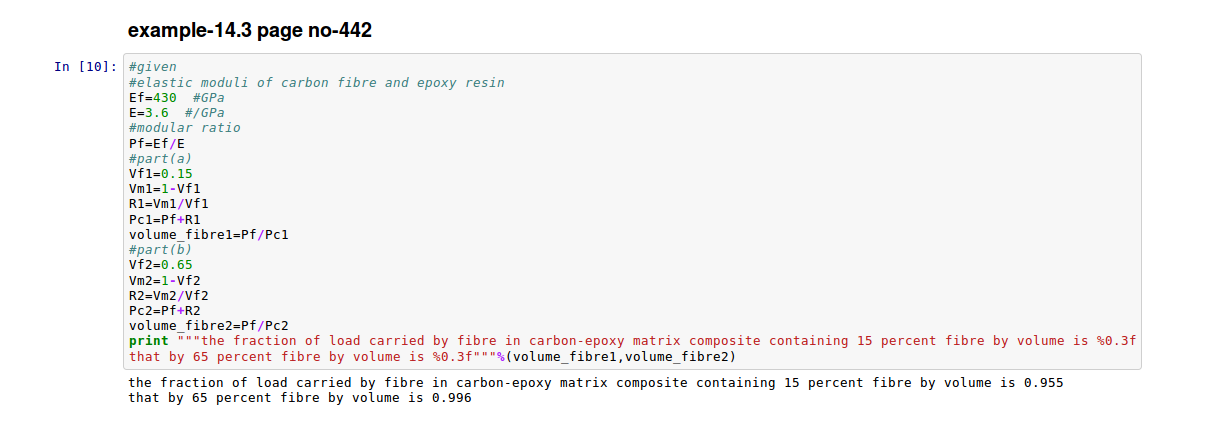 example-14.3 page no-442
In [10]:
#given
#elastic moduli of carbon fibre and epoxy resin
Ef=430  #GPa
E=3.6  #/GPa
#modular ratio
Pf=Ef/E
#part(a)
Vf1=0.15
Vm1=1-Vf1
R1=Vm1/Vf1
Pc1=Pf+R1
volume_fibre1=Pf/Pc1
#part(b)
Vf2=0.65
Vm2=1-Vf2
R2=Vm2/Vf2
Pc2=Pf+R2
volume_fibre2=Pf/Pc2
print """the fraction of load carried by fibre in carbon-epoxy matrix composite containing 15 percent fibre by volume is %0.3f
that by 65 percent fibre by volume is %0.3f"""%(volume_fibre1,volume_fibre2)
the fraction of load carried by fibre in carbon-epoxy matrix composite containing 15 percent fibre by volume is 0.955
that by 65 percent fibre by volume is 0.996